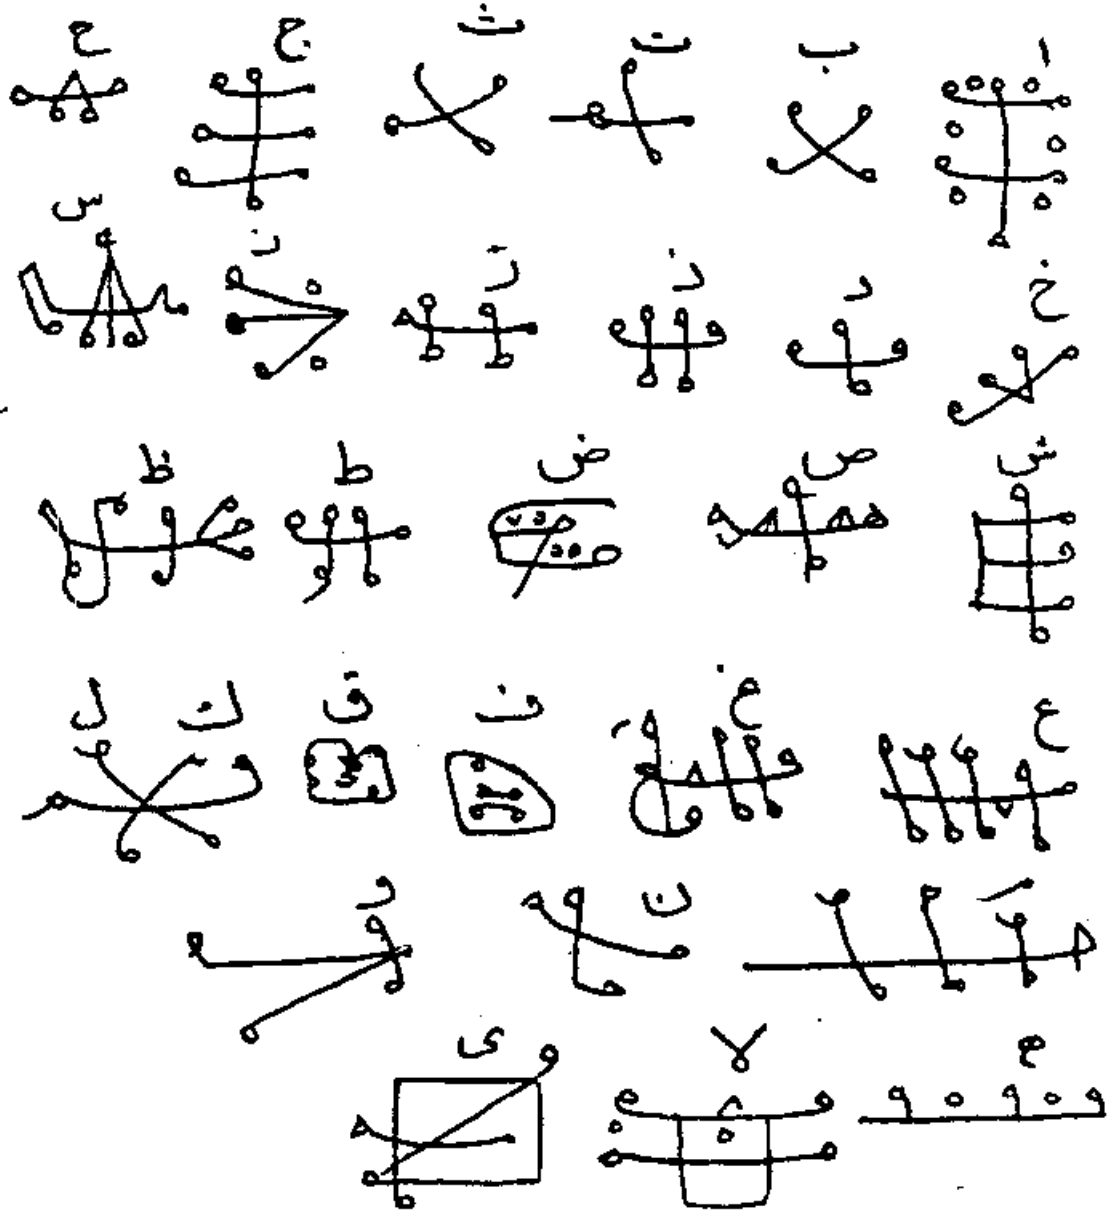 ا ب ت ث ج ح
خ د ذ ر ز س
ش ص ض ط ظ
ع غ ف ق ك ل
م ن و
ه لا ى